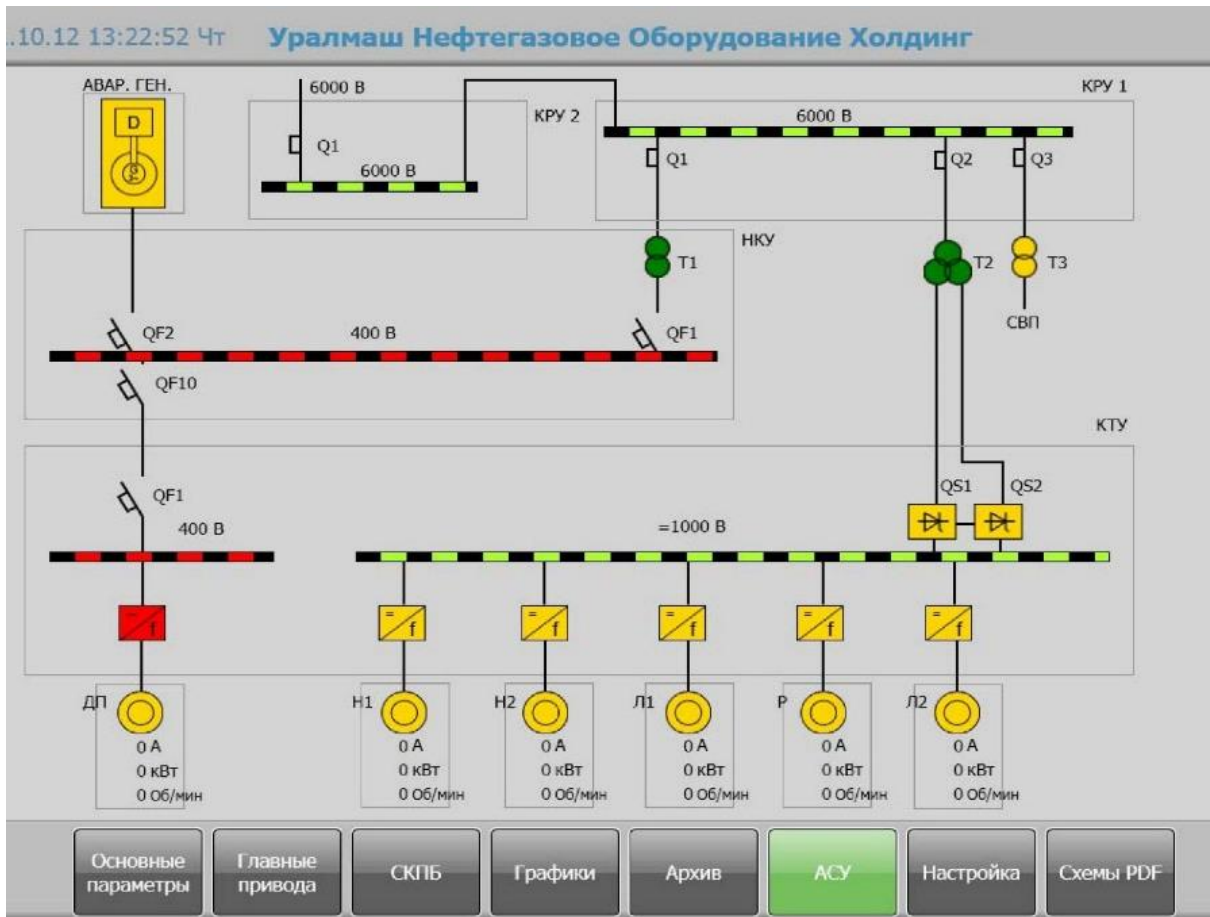 .10.12 13:22:52 Чт Уралмаш Нефтегазовое Оборудование Холдинг
АВАР. ГЕН.
D
6000 В
КРУ 2
Q1
6000 В
КРУ 1
6000 В
Q1
Q2
Q3
НКУ
T1
T2
T3
СВП
QF2
400 В
QF1
QF10
КТУ
QF1
400 В
QS1
QS2
=1000 В
~ f
= f
= f
= f
= f
= f
ДП
0 А
0 кВт
0 Об/мин
Н1
0 А
0 кВт
0 Об/мин
Н2
0 А
0 кВт
0 Об/мин
Л1
0 А
0 кВт
0 Об/мин
Р
0 А
0 кВт
0 Об/мин
Л2
0 А
0 кВт
0 Об/мин
Основные
параметры
Главные
привода
СКПБ
Графики
Архив
АСУ
Настройка
Схемы PDF